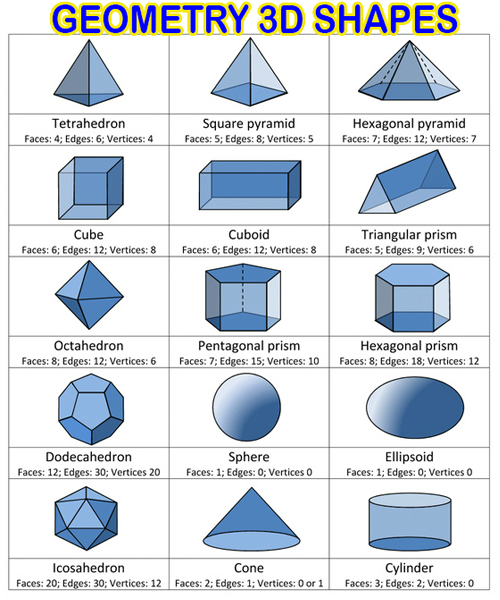 GEOMETRY 3D SHAPES
Tetrahedron
Faces: 4; Edges: 6; Vertices: 4
Square pyramid
Faces: 5; Edges: 8; Vertices: 5
Hexagonal pyramid
Faces: 7; Edges: 12; Vertices: 7
Cube
Faces: 6; Edges: 12; Vertices: 8
Cuboid
Faces: 6; Edges: 12; Vertices: 8
Triangular prism
Faces: 5; Edges: 9; Vertices: 6
Octahedron
Faces: 8; Edges: 12; Vertices: 6
Pentagonal prism
Faces: 7; Edges: 15; Vertices: 10
Hexagonal prism
Faces: 8; Edges: 18; Vertices: 12
Dodecahedron
Faces: 12; Edges: 30; Vertices 20
Sphere
Faces: 1; Edges: 0; Vertices 0
Ellipsoid
Faces: 1; Edges: 0; Vertices 0
Icosahedron
Faces: 20; Edges: 30; Vertices: 12
Cone
Faces: 2; Edges: 1; Vertices: 0 or 1
Cylinder
Faces: 3; Edges: 2; Vertices: 0